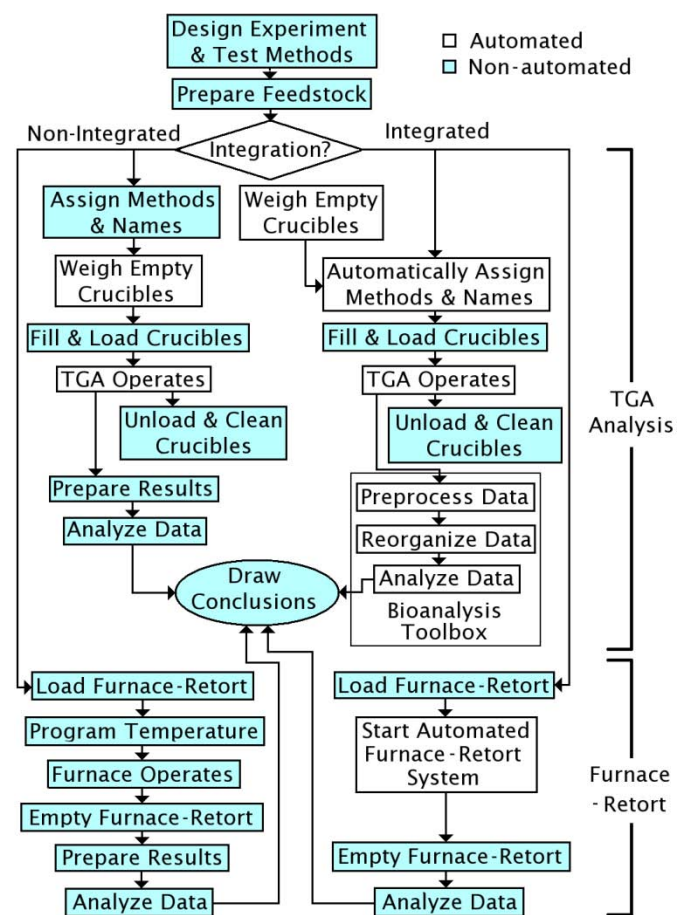 Design Experiment
& Test Methods
Automated
Non-automated
Prepare Feedstock
Non-Integrated
Integrated
Integration?
Assign Methods
& Names
Weigh Empty
Crucibles
Weigh Empty
Crucibles
Automatically Assign
Methods & Names
Fill & Load Crucibles
Fill & Load Crucibles
TGA Operates
TGA Operates
Unload & Clean
Crucibles
Unload & Clean
Crucibles
TGA
Analysis
Prepare Results
Analyze Data
Preprocess Data
Reorganize Data
Analyze Data
Bioanalysis
Toolbox
Draw
Conclusions
Load Furnace-Retort
Program Temperature
Furnace Operates
Empty Furnace-Retort
Prepare Results
Analyze Data
Load Furnace-Retort
Start Automated
Furnace-Retort
System
Empty Furnace-Retort
Analyze Data
Furnace
-Retort